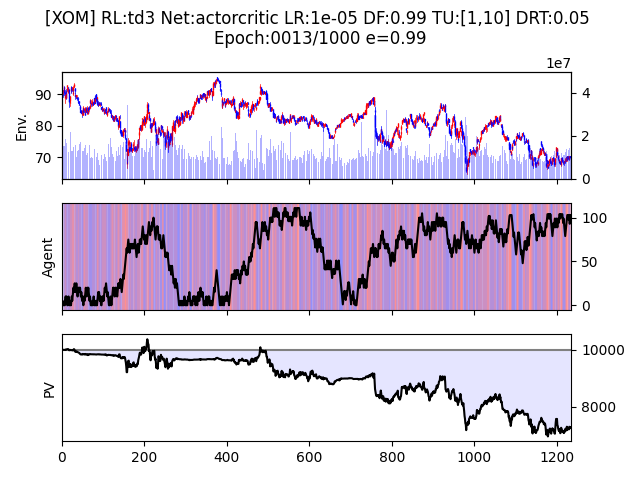 [XOM] RL:td3 Net:actorcritic LR:1e-05 DF:0.99 TU:[1,10] DRT:0.05
Epoch:0013/1000 e=0.99
1e7
Env.
90
80
70
4
2
0
Agent
100
50
0
PV
10000
8000
0 200 400 600 800 1000 1200